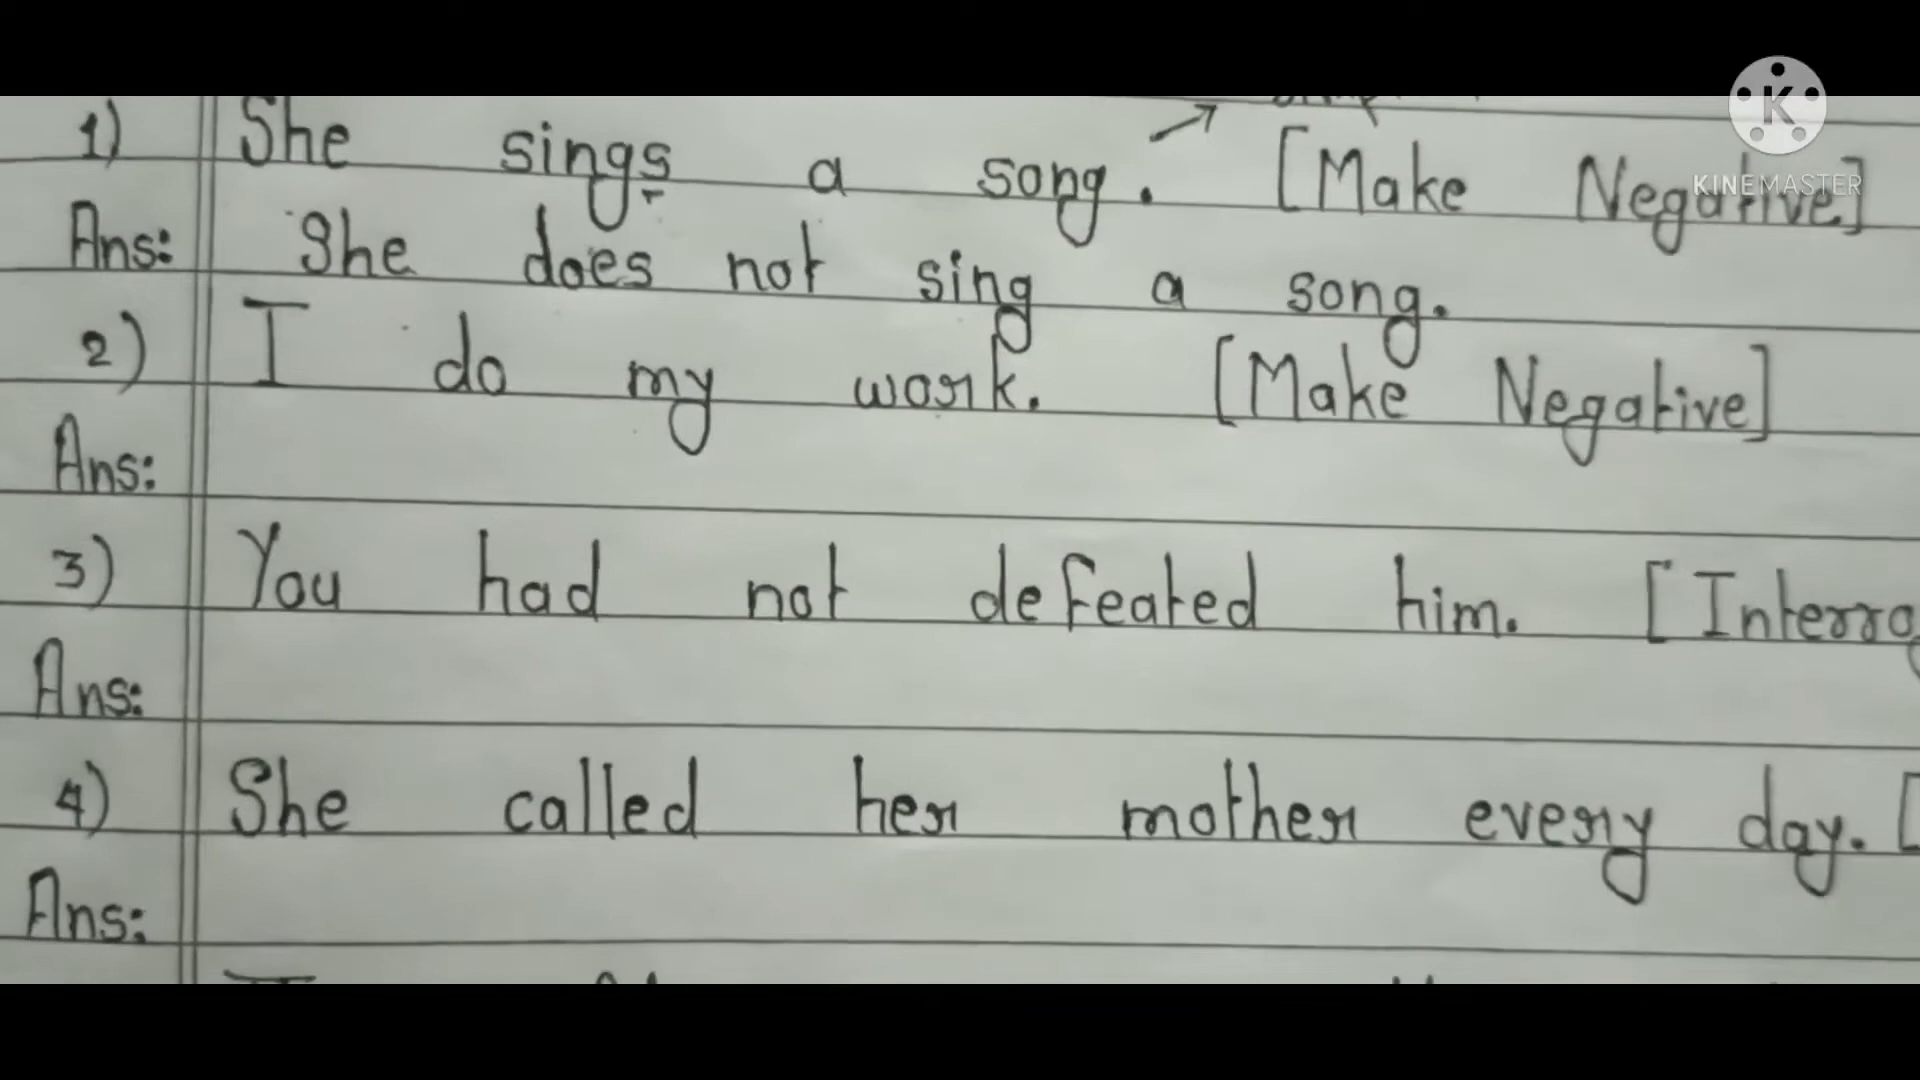 1) She sings a song. → [Make Negative]
KINEMASTER
Ans: She does not sing a song.
2) I do my work. [Make Negative]
Ans:
3) You had not defeated him. [Interrog
Ans:
4) She called her mother every day. [
Ans: